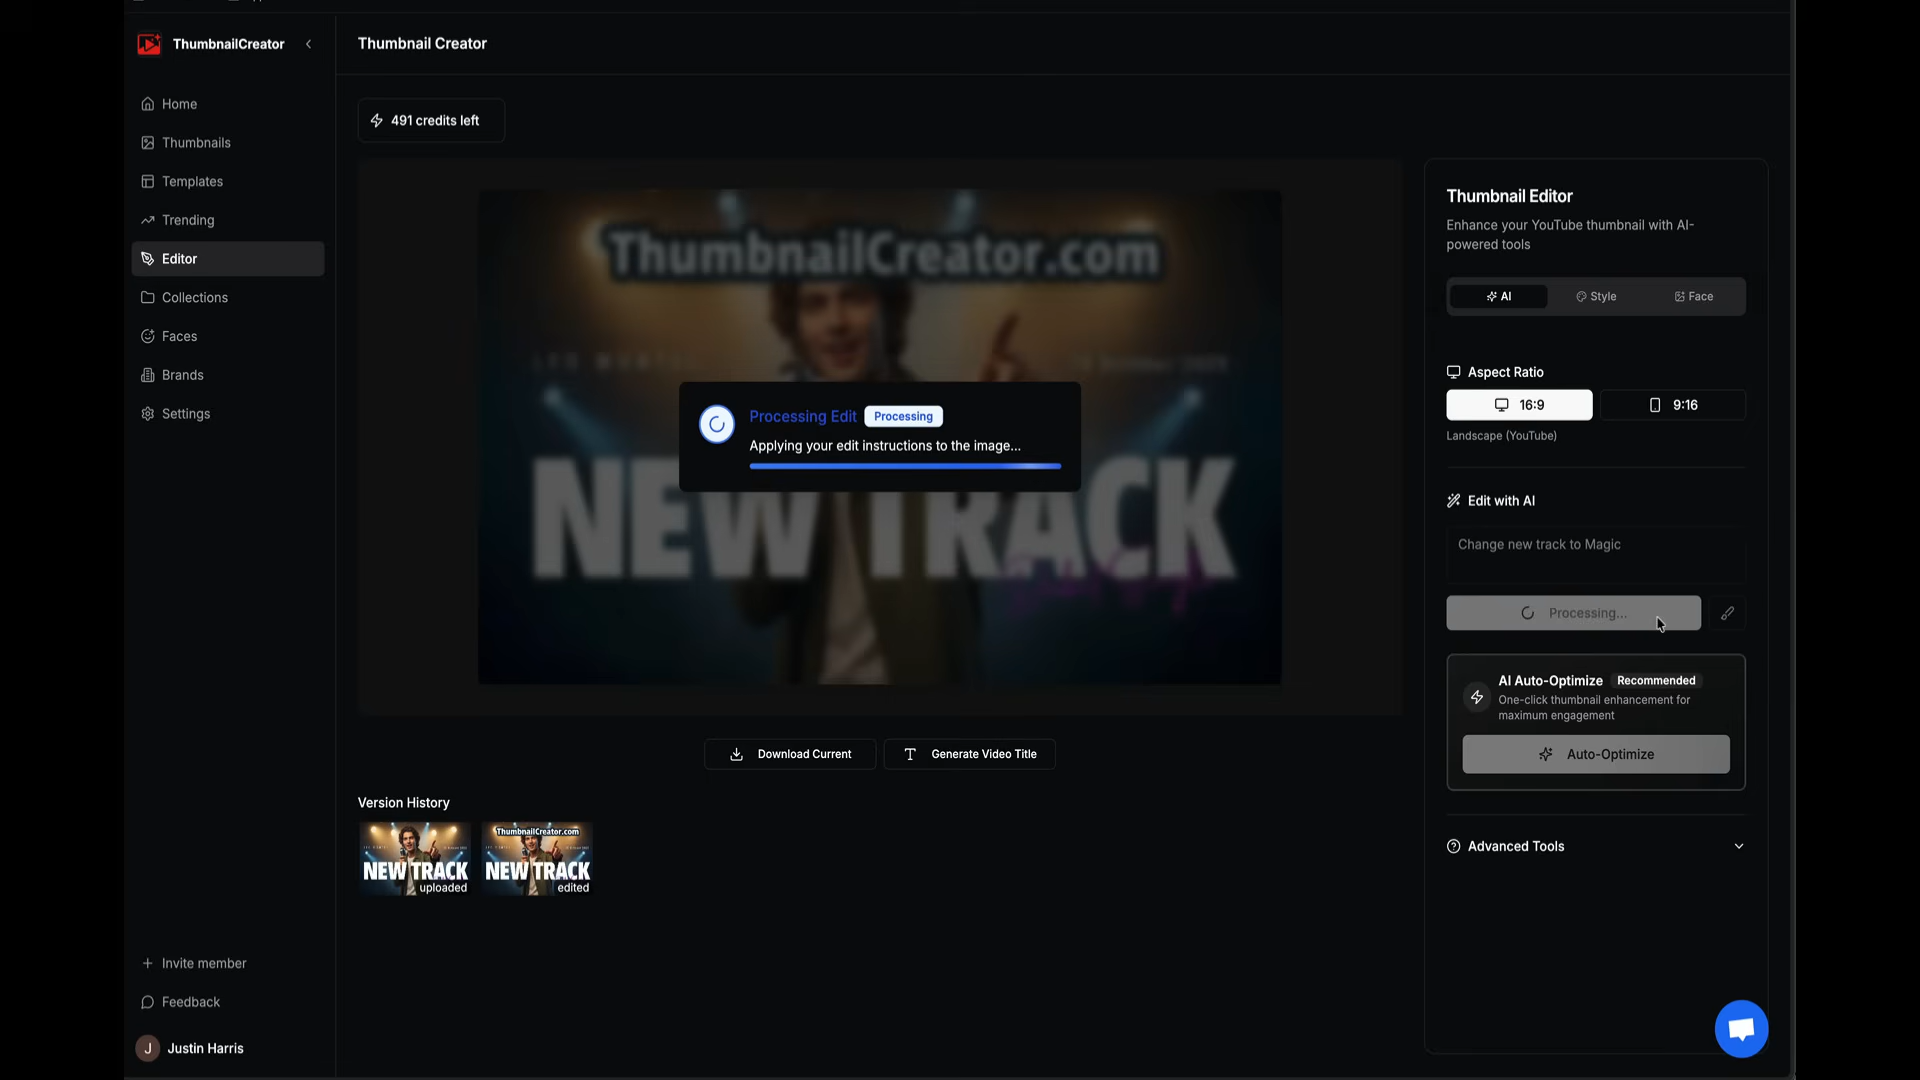 ThumbnailCreator
Thumbnail Creator
Home
Thumbnails
Templates
Trending
Editor
Collections
Faces
Brands
Settings
Invite member
Feedback
J
Justin Harris
491 credits left
ThumbnailCreator.com
Processing Edit
Processing
Applying your edit instructions to the image...
NEW TRACK
Download Current
Generate Video Title
Version History
NEW TRACK
uploaded
ThumbnailCreator.com
NEW TRACK
edited
Thumbnail Editor
Enhance your YouTube thumbnail with AI-
powered tools
AI
Style
Face
Aspect Ratio
16:9
9:16
Landscape (YouTube)
Edit with AI
Change new track to Magic
Processing...
AI Auto-Optimize
Recommended
One-click thumbnail enhancement for
maximum engagement
Auto-Optimize
Advanced Tools